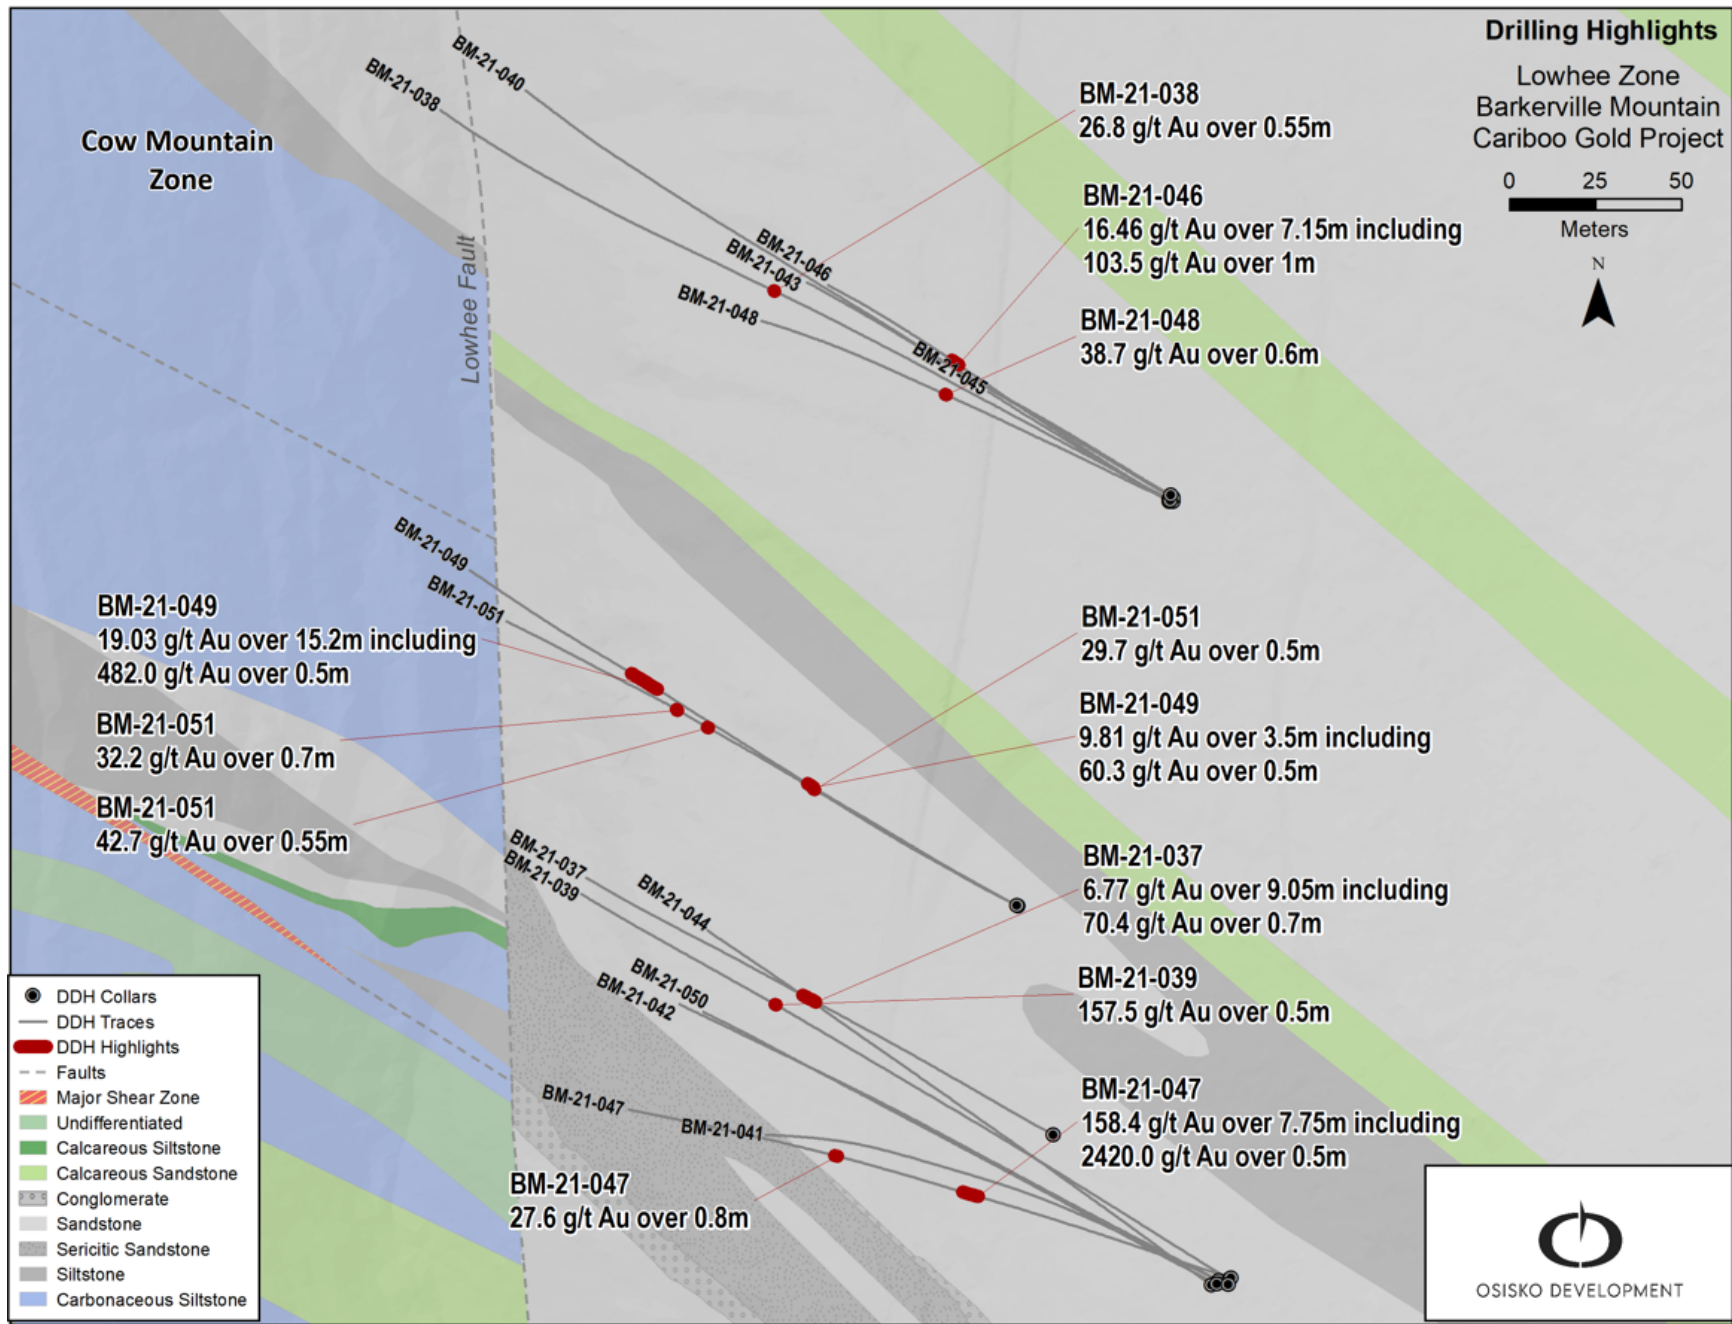 Drilling Highlights
Lowhee Zone
Barkerville Mountain
Cariboo Gold Project
0 25 50
Meters
N
Cow Mountain
Zone
Lowhee Fault
BM-21-040
BM-21-038
BM-21-046
BM-21-043
BM-21-048
BM-21-045
BM-21-038
26.8 g/t Au over 0.55m
BM-21-046
16.46 g/t Au over 7.15m including
103.5 g/t Au over 1m
BM-21-048
38.7 g/t Au over 0.6m
BM-21-049
BM-21-051
BM-21-049
19.03 g/t Au over 15.2m including
482.0 g/t Au over 0.5m
BM-21-051
32.2 g/t Au over 0.7m
BM-21-051
42.7 g/t Au over 0.55m
BM-21-051
29.7 g/t Au over 0.5m
BM-21-049
9.81 g/t Au over 3.5m including
60.3 g/t Au over 0.5m
BM-21-037
BM-21-039
BM-21-044
BM-21-050
BM-21-042
BM-21-047
BM-21-041
BM-21-037
6.77 g/t Au over 9.05m including
70.4 g/t Au over 0.7m
BM-21-039
157.5 g/t Au over 0.5m
BM-21-047
158.4 g/t Au over 7.75m including
2420.0 g/t Au over 0.5m
BM-21-047
27.6 g/t Au over 0.8m
DDH Collars
DDH Traces
DDH Highlights
Faults
Major Shear Zone
Undifferentiated
Calcareous Siltstone
Calcareous Sandstone
Conglomerate
Sandstone
Sericitic Sandstone
Siltstone
Carbonaceous Siltstone
OSISKO DEVELOPMENT